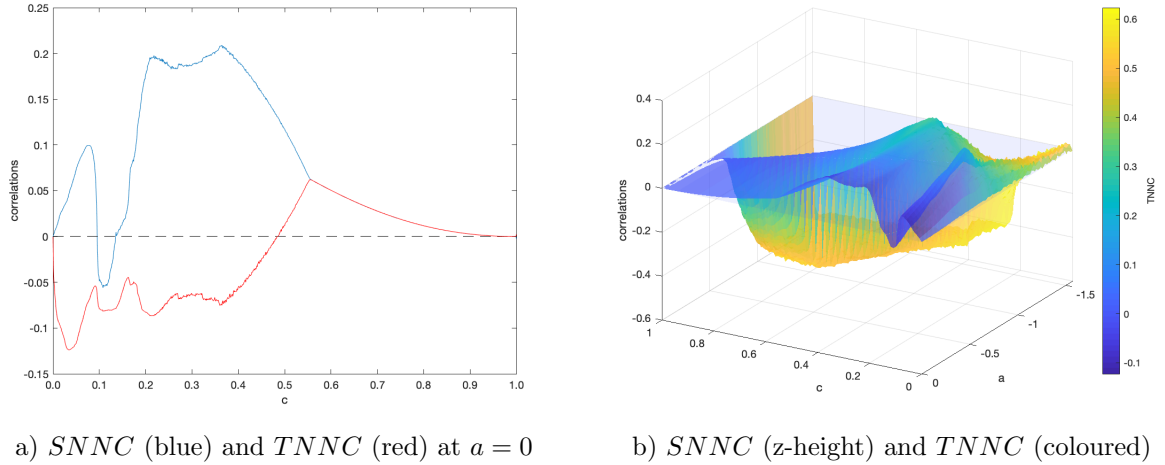 0.25
0.2
0.15
0.1
0.05
0
-0.05
-0.1
-0.15
correlations
0.0 0.1 0.2 0.3 0.4 0.5 0.6 0.7 0.8 0.9 1.0
c
0.4
0.2
0
-0.2
-0.4
-0.6
correlations
1 0.8 0.6 0.4 0.2 0
c
0 -0.5 -1 -1.5
a
0.6
0.5
0.4
0.3
0.2
0.1
0
-0.1
TNNC
a) SNNC (blue) and TNNC (red) at a = 0
b) SNNC (z-height) and TNNC (coloured)